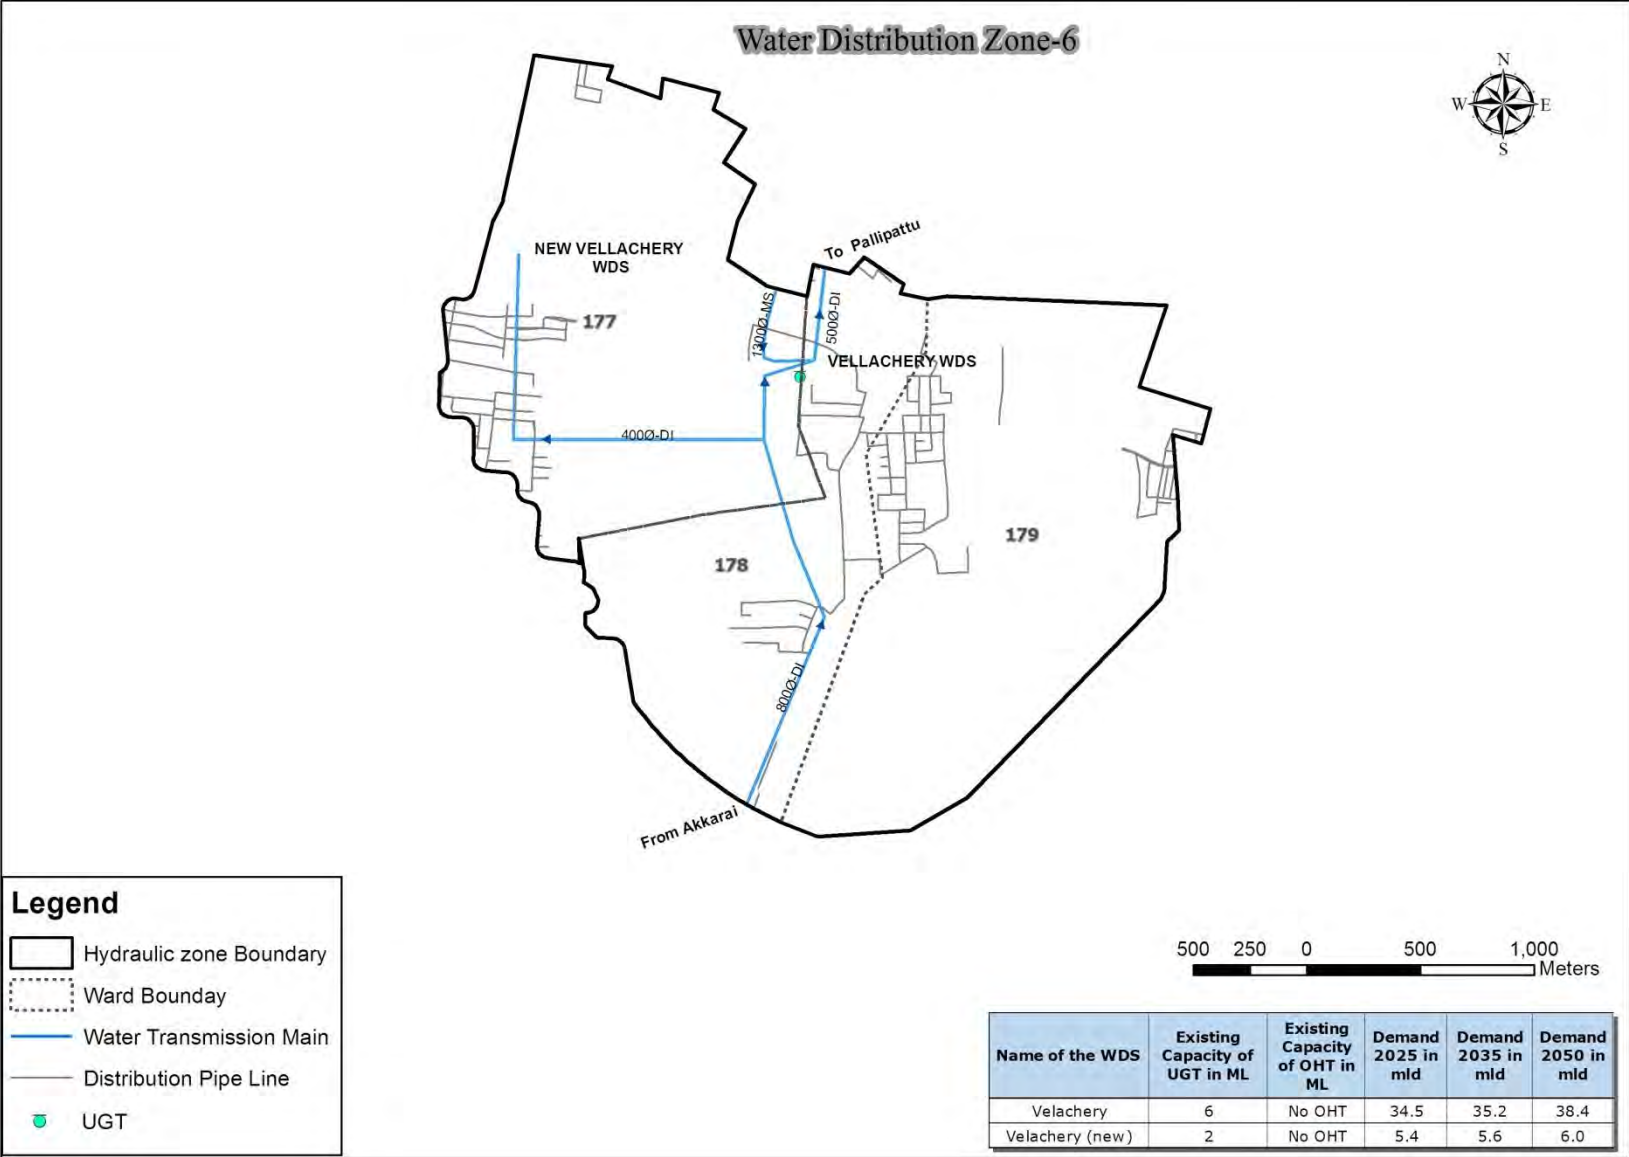 Water Distribution Zone-6
N
W E
S
To Pallipattu
NEW VELLACHERY
WDS
177
1300Ø-MS
500Ø-DI
VELLACHERY WDS
400Ø-DI
179
178
800Ø-DI
From Akkarai
Legend
Hydraulic zone Boundary
Ward Bounday
Water Transmission Main
Distribution Pipe Line
UGT
500 250 0 500 1,000
Meters
Name of the WDS Existing Capacity of UGT in ML Existing Capacity of OHT in ML Demand 2025 in mld Demand 2035 in mld Demand 2050 in mld
Velachery 6 No OHT 34.5 35.2 38.4
Velachery (new) 2 No OHT 5.4 5.6 6.0